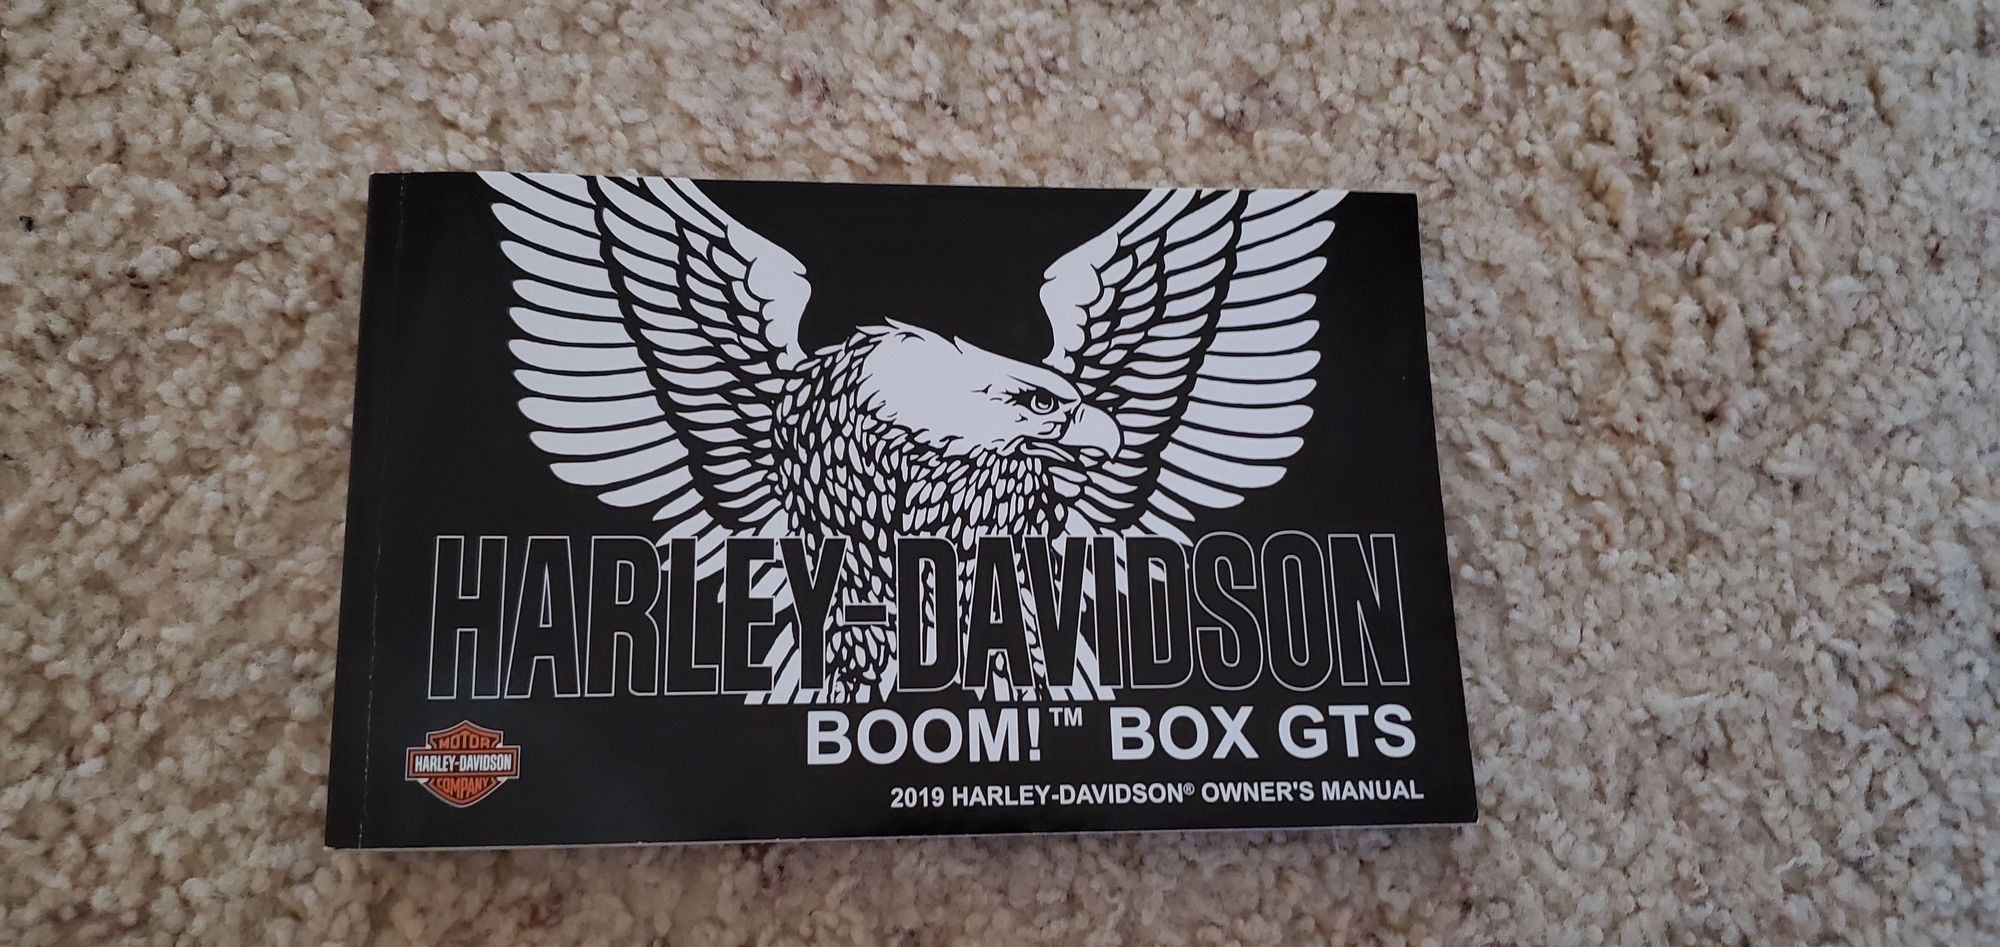 HARLEY-DAVIDSON
BOOM!™ BOX GTS
2019 HARLEY-DAVIDSON® OWNER'S MANUAL
MOTOR
HARLEY-DAVIDSON
COMPANY